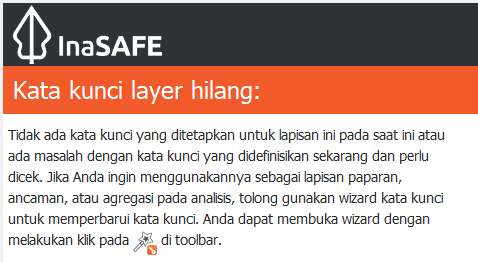 InaSAFE
Kata kunci layer hilang:
Tidak ada kata kunci yang ditetapkan untuk lapisan ini pada saat ini atau
ada masalah dengan kata kunci yang didefinisikan sekarang dan perlu
dicek. Jika Anda ingin menggunakannya sebagai lapisan paparan,
ancaman, atau agregasi pada analisis, tolong gunakan wizard kata kunci
untuk memperbarui kata kunci. Anda dapat membuka wizard dengan
melakukan klik pada di toolbar.